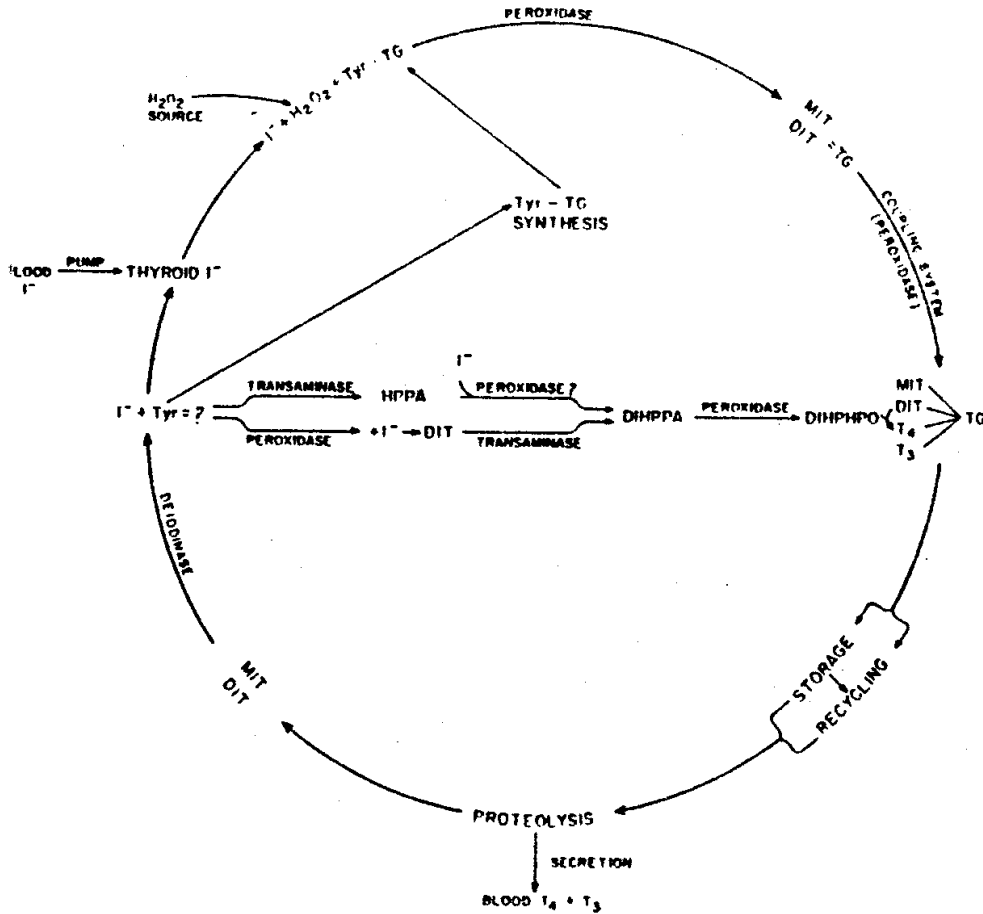 PEROXIDASE
H2O2
SOURCE
I⁻ + H2O2 + Tyr - TG
MIT
DIT = TG
Tyr - TG
SYNTHESIS
COUPLING SYSTEM
(PEROXIDASE)
PUMP
I⁻
THYROID I⁻
I⁻
TRANSAMINASE
HPPA
PEROXIDASE ?
I⁻ + Tyr = ?
DIHPPA
PEROXIDASE
DIHPHPO
PEROXIDASE
+ I⁻ → DIT
TRANSAMINASE
MIT
DIT
T4
T3
TG
DEIODINASE
STORAGE
RECYCLING
MIT
DIT
PROTEOLYSIS
SECRETION
BLOOD T4 + T3